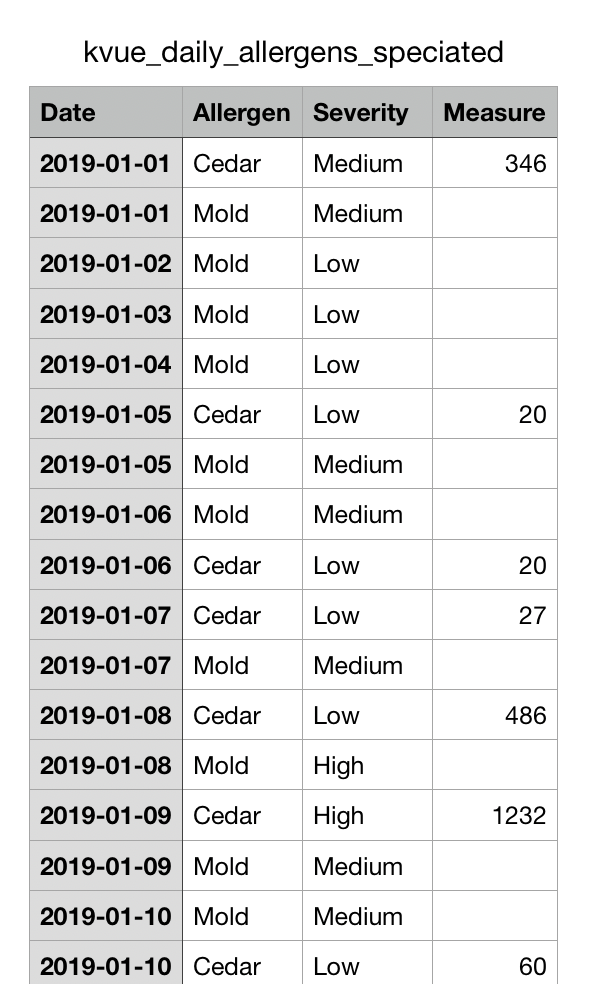 kvue_daily_allergens_speciated
Date Allergen Severity Measure
2019-01-01 Cedar Medium 346
2019-01-01 Mold Medium
2019-01-02 Mold Low
2019-01-03 Mold Low
2019-01-04 Mold Low
2019-01-05 Cedar Low 20
2019-01-05 Mold Medium
2019-01-06 Mold Medium
2019-01-06 Cedar Low 20
2019-01-07 Cedar Low 27
2019-01-07 Mold Medium
2019-01-08 Cedar Low 486
2019-01-08 Mold High
2019-01-09 Cedar High 1232
2019-01-09 Mold Medium
2019-01-10 Mold Medium
2019-01-10 Cedar Low 60